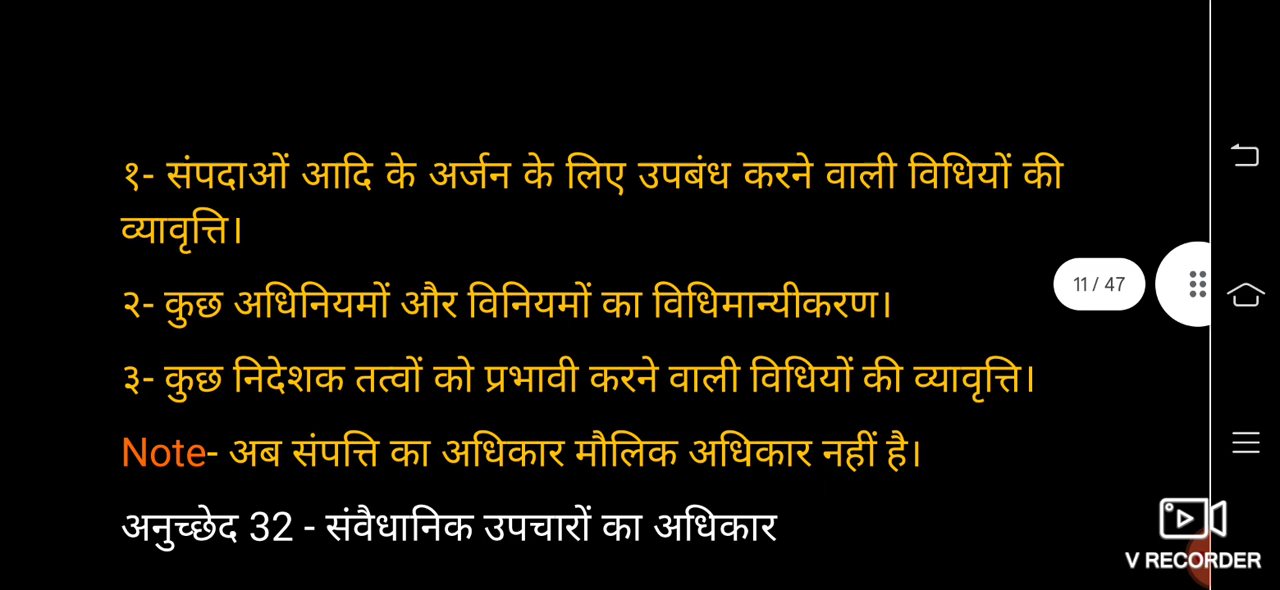 १- संपदाओं आदि के अर्जन के लिए उपबंध करने वाली विधियों की
व्यावृत्ति।
२- कुछ अधिनियमों और विनियमों का विधिमान्यीकरण।
11 / 47
३- कुछ निदेशक तत्वों को प्रभावी करने वाली विधियों की व्यावृत्ति।
Note- अब संपत्ति का अधिकार मौलिक अधिकार नहीं है।
अनुच्छेद 32 - संवैधानिक उपचारों का अधिकार
V RECORDER